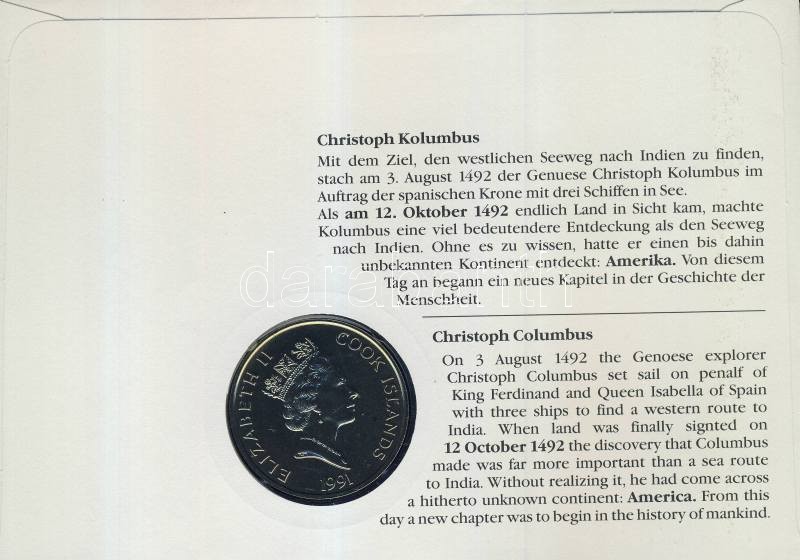 Christoph Kolumbus
Mit dem Ziel, den westlichen Seeweg nach Indien zu finden,
stach am 3. August 1492 der Genuese Christoph Kolumbus im
Auftrag der spanischen Krone mit drei Schiffen in See.
Als am 12. Oktober 1492 endlich Land in Sicht kam, machte
Kolumbus eine viel bedeutendere Entdeckung als den Seeweg
nach Indien. Ohne es zu wissen, hatte er einen bis dahin
unbekannten Kontinent entdeckt: Amerika. Von diesem
Tag an begann ein neues Kapitel in der Geschichte der
Menschheit.
Christoph Columbus
On 3 August 1492 the Genoese explorer
Christoph Columbus set sail on penalf of
King Ferdinand and Queen Isabella of Spain
with three ships to find a western route to
India. When land was finally signted on
12 October 1492 the discovery that Columbus
made was far more important than a sea route
to India. Without realizing it, he had come across
a hitherto unknown continent: America. From this
day a new chapter was to begin in the history of mankind.
ELIZABETH II
COOK ISLANDS
1991